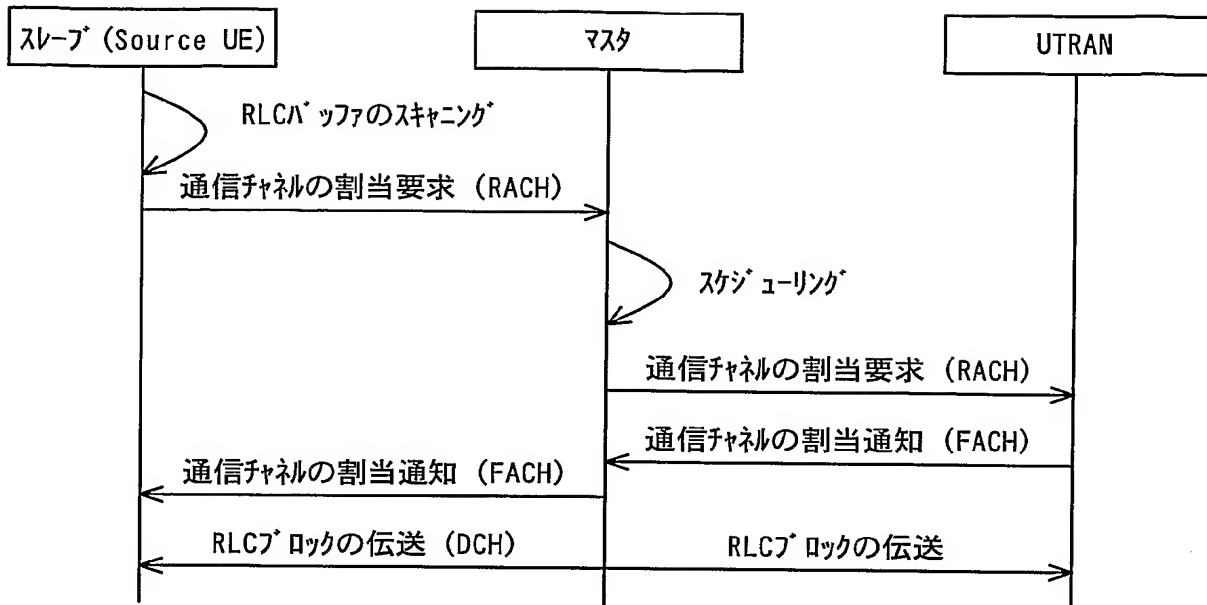 ｽﾚｰﾌﾞ (Source UE)
ﾏｽﾀ
UTRAN
RLCﾊﾞｯﾌｧのｽｷｬﾆﾝｸﾞ
通信ﾁｬﾈﾙの割当要求 (RACH)
ｽｹｼﾞｭｰﾘﾝｸﾞ
通信ﾁｬﾈﾙの割当要求 (RACH)
通信ﾁｬﾈﾙの割当通知 (FACH)
通信ﾁｬﾈﾙの割当通知 (FACH)
RLCﾌﾞﾛｯｸの伝送 (DCH)
RLCﾌﾞﾛｯｸの伝送